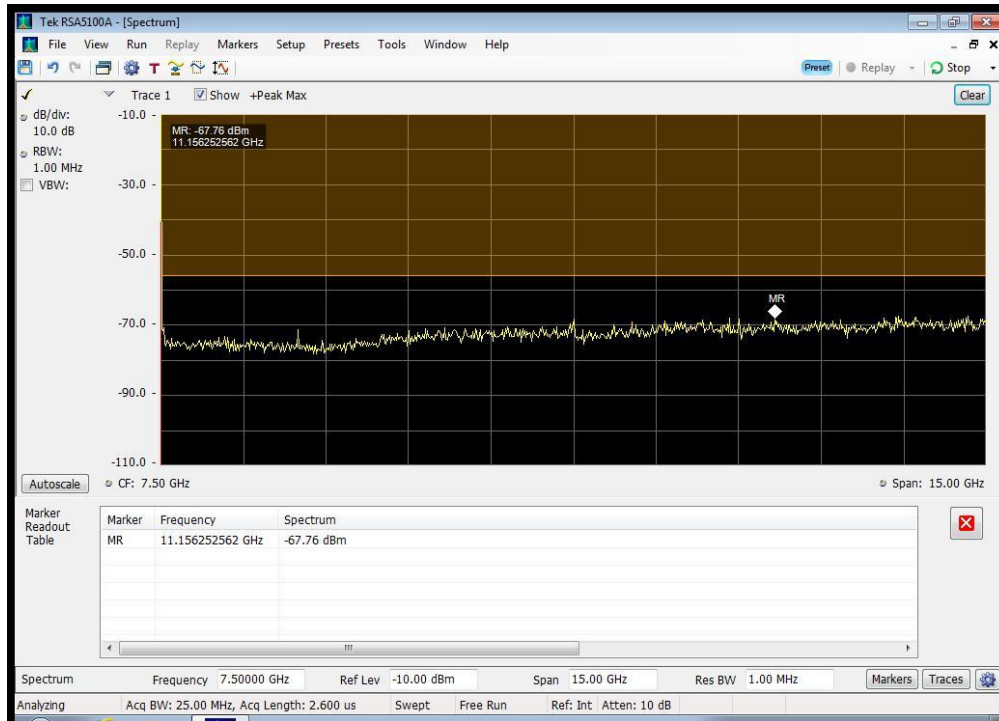 Tek RSA5100A - [Spectrum]
File View Run Replay Markers Setup Presets Tools Window Help
Preset Replay Stop
Trace 1 Show +Peak Max Clear
dB/div:
10.0 dB
RBW:
1.00 MHz
VBW:
-10.0
MR: -67.76 dBm
11.156252562 GHz
-30.0
-50.0
MR
-70.0
-90.0
-110.0
Autoscale CF: 7.50 GHz Span: 15.00 GHz
Marker
Readout
Table
Marker Frequency Spectrum
MR 11.156252562 GHz -67.76 dBm
Spectrum Frequency 7.50000 GHz Ref Lev -10.00 dBm Span 15.00 GHz Res BW 1.00 MHz Markers Traces
Analyzing Acq BW: 25.00 MHz, Acq Length: 2.600 us Swept Free Run Ref: Int Atten: 10 dB